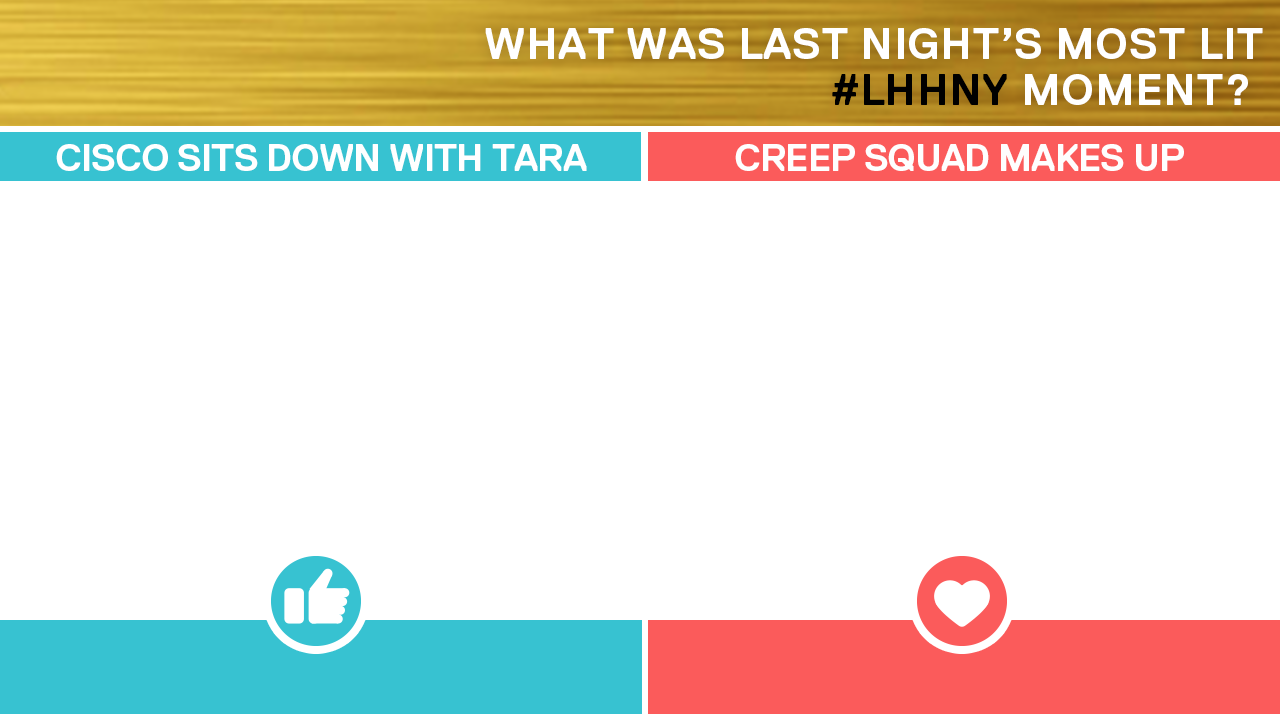 WHAT WAS LAST NIGHT’S MOST LIT
#LHHNY MOMENT?
CISCO SITS DOWN WITH TARA
CREEP SQUAD MAKES UP